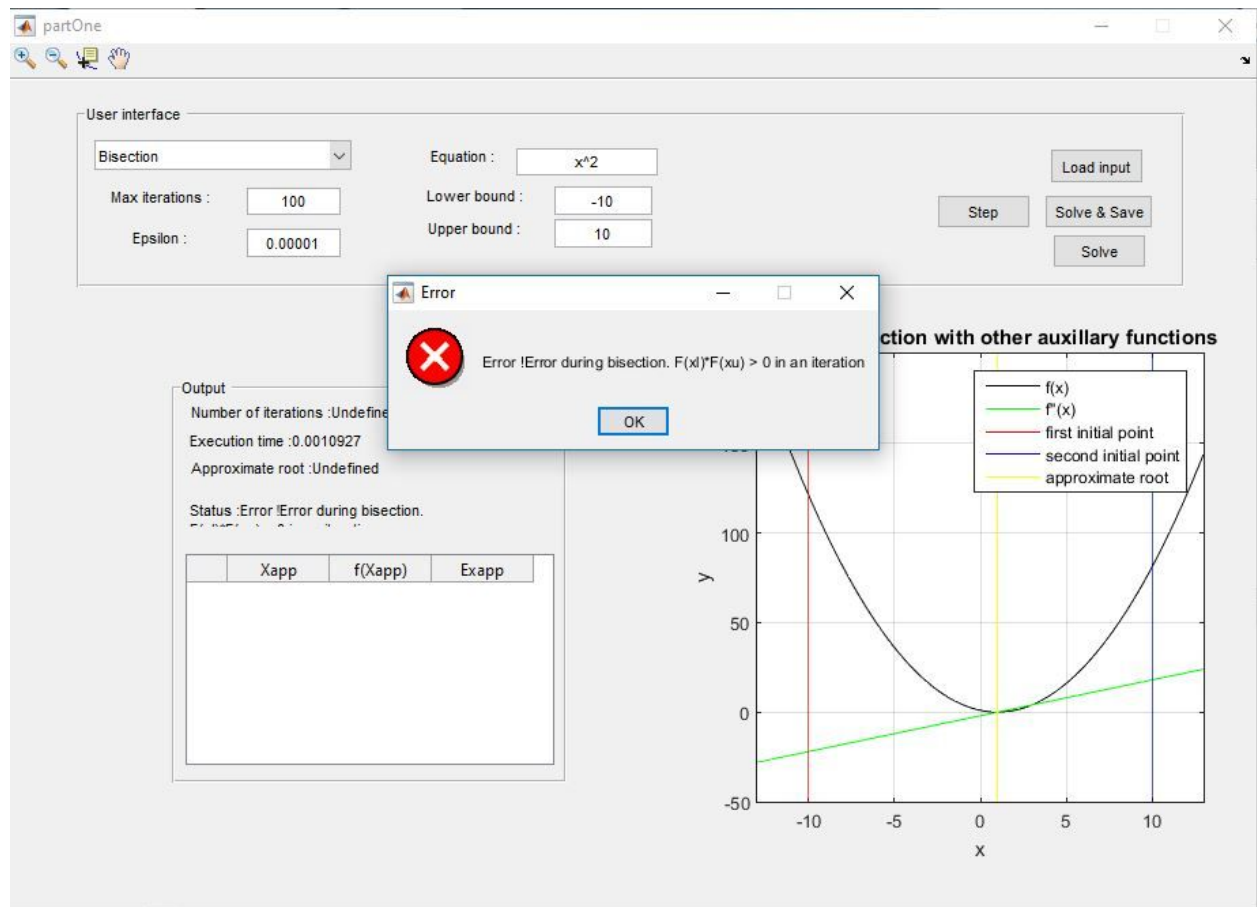 partOne
User interface
Bisection
Equation :
x^2
Load input
Max iterations :
100
Lower bound :
-10
Step
Solve & Save
Epsilon :
0.00001
Upper bound :
10
Solve
Error
Error !Error during bisection. F(xl)*F(xu) > 0 in an iteration
OK
ction with other auxillary functions
Output
Number of iterations :Undefine
Execution time :0.0010927
Approximate root :Undefined
Status :Error !Error during bisection.
Xapp
f(Xapp)
Exapp
f(x)
f''(x)
first initial point
second initial point
approximate root
100
50
0
-50
y
-10
-5
0
5
10
x